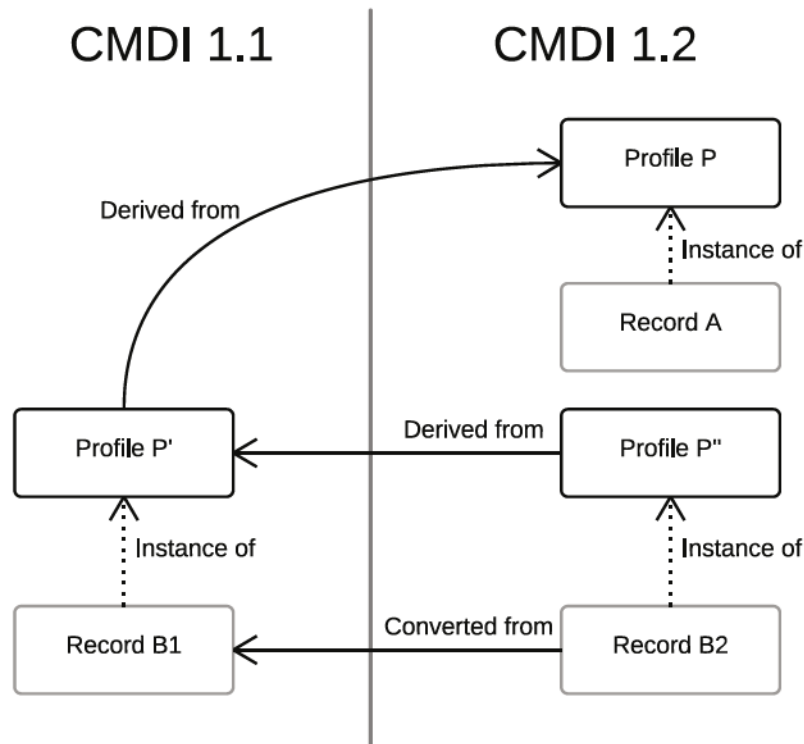 CMDI 1.1
CMDI 1.2
Profile P
Derived from
Instance of
Record A
Profile P'
Derived from
Profile P"
Instance of
Instance of
Record B1
Converted from
Record B2